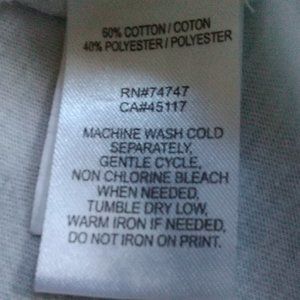 60% COTTON / COTON
40% POLYESTER / POLYESTER
RN#74747
CA#45117
MACHINE WASH COLD
SEPARATELY,
GENTLE CYCLE,
NON CHLORINE BLEACH
WHEN NEEDED,
TUMBLE DRY LOW,
WARM IRON IF NEEDED,
DO NOT IRON ON PRINT.